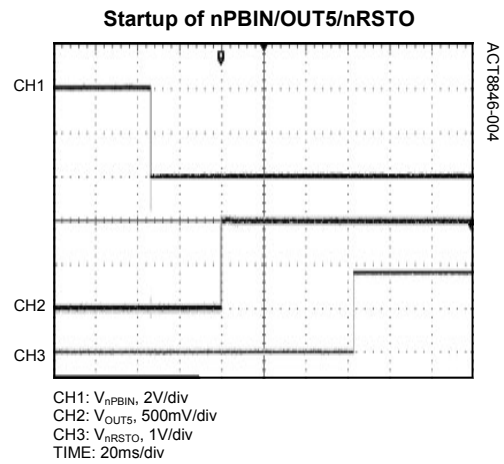 Startup of nPBIN/OUT5/nRSTO
ACT8846-004
CH1
CH2
CH3
CH1: VnPBIN, 2V/div
CH2: VOUT5, 500mV/div
CH3: VnRSTO, 1V/div
TIME: 20ms/div